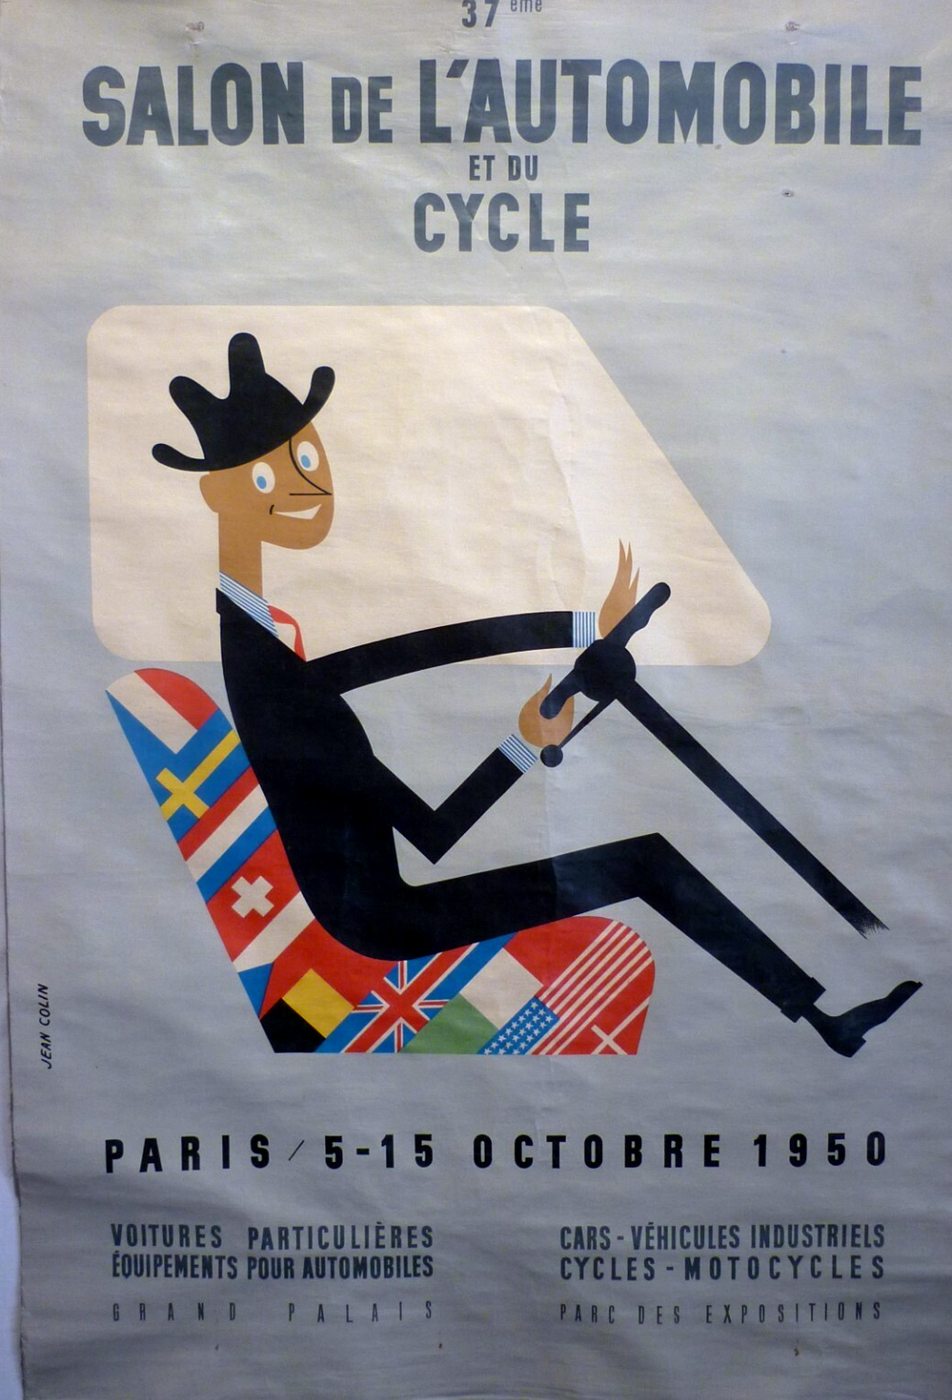 37ème
SALON DE L'AUTOMOBILE
ET DU
CYCLE
JEAN COLIN
PARIS / 5-15 OCTOBRE 1950
VOITURES PARTICULIÈRES
ÉQUIPEMENTS POUR AUTOMOBILES
GRAND PALAIS
CARS - VÉHICULES INDUSTRIELS
CYCLES - MOTOCYCLES
PARC DES EXPOSITIONS